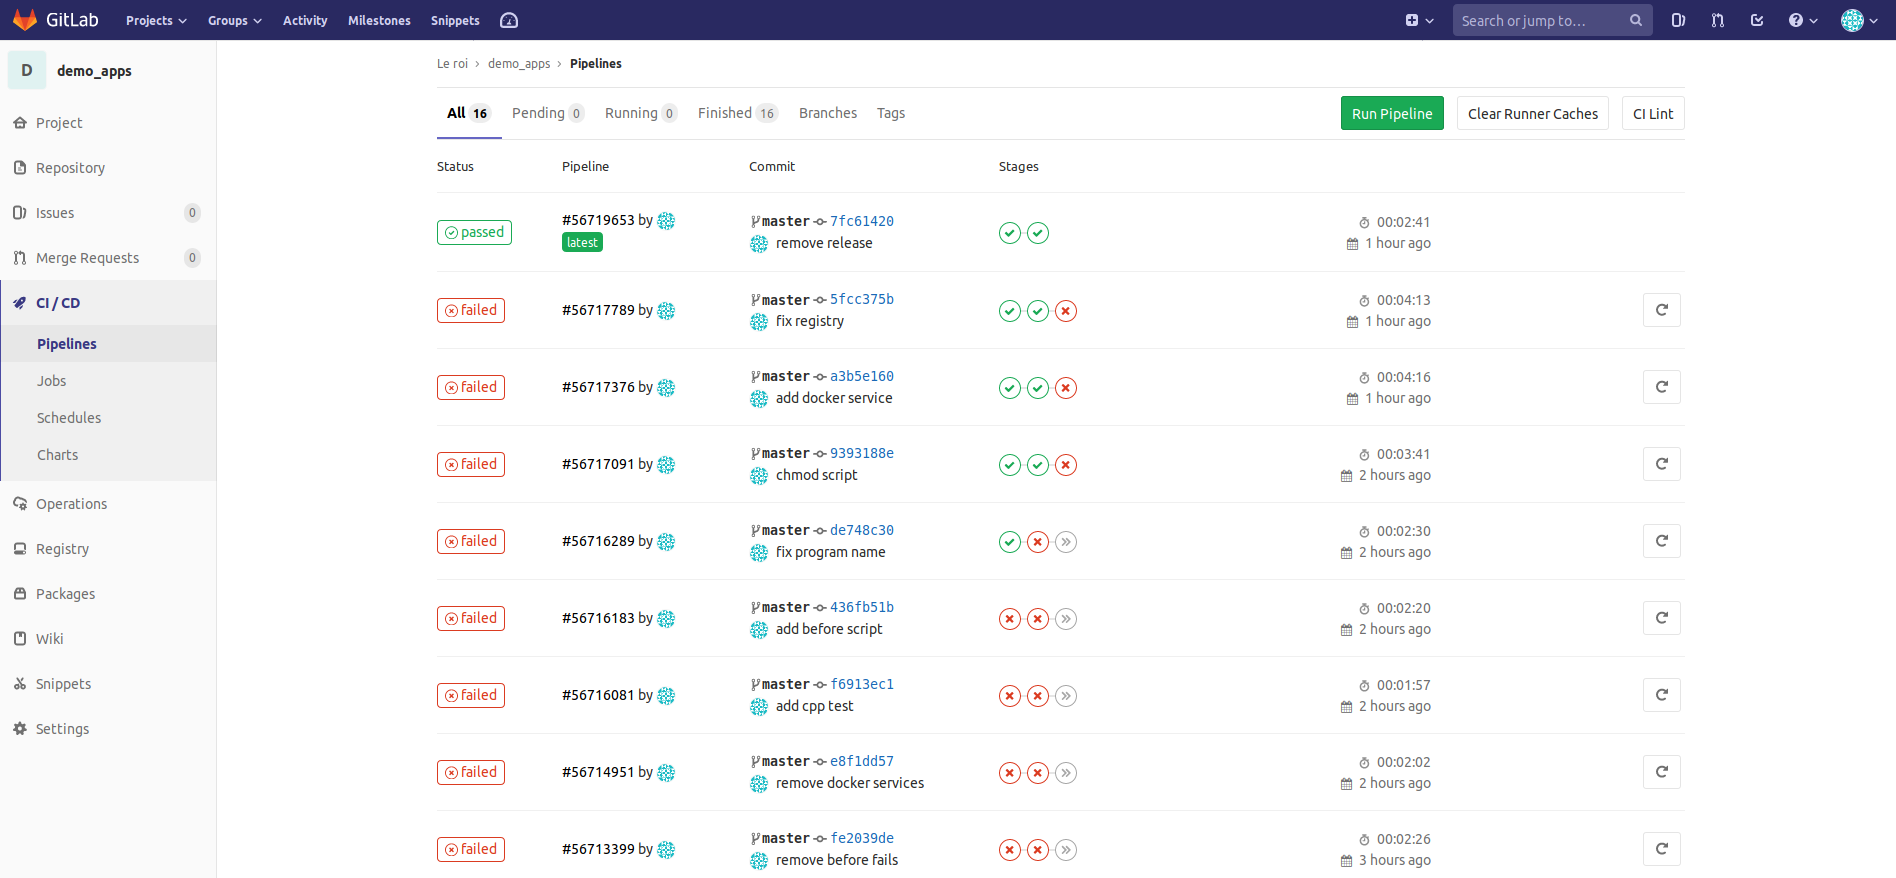 GitLab Projects Groups Activity Milestones Snippets Search or jump to...
D demo_apps
Project
Repository
Issues 0
Merge Requests 0
CI / CD
Pipelines
Jobs
Schedules
Charts
Operations
Registry
Packages
Wiki
Snippets
Settings
Le roi › demo_apps › Pipelines
All 16 Pending 0 Running 0 Finished 16 Branches Tags Run Pipeline Clear Runner Caches CI Lint
Status Pipeline Commit Stages
passed #56719653 by latest master 7fc61420 00:02:41
remove release 1 hour ago
failed #56717789 by master 5fcc375b 00:04:13
fix registry 1 hour ago
failed #56717376 by master a3b5e160 00:04:16
add docker service 1 hour ago
failed #56717091 by master 9393188e 00:03:41
chmod script 2 hours ago
failed #56716289 by master de748c30 00:02:30
fix program name 2 hours ago
failed #56716183 by master 436fb51b 00:02:20
add before script 2 hours ago
failed #56716081 by master f6913ec1 00:01:57
add cpp test 2 hours ago
failed #56714951 by master e8f1dd57 00:02:02
remove docker services 2 hours ago
failed #56713399 by master fe2039de 00:02:26
remove before fails 3 hours ago